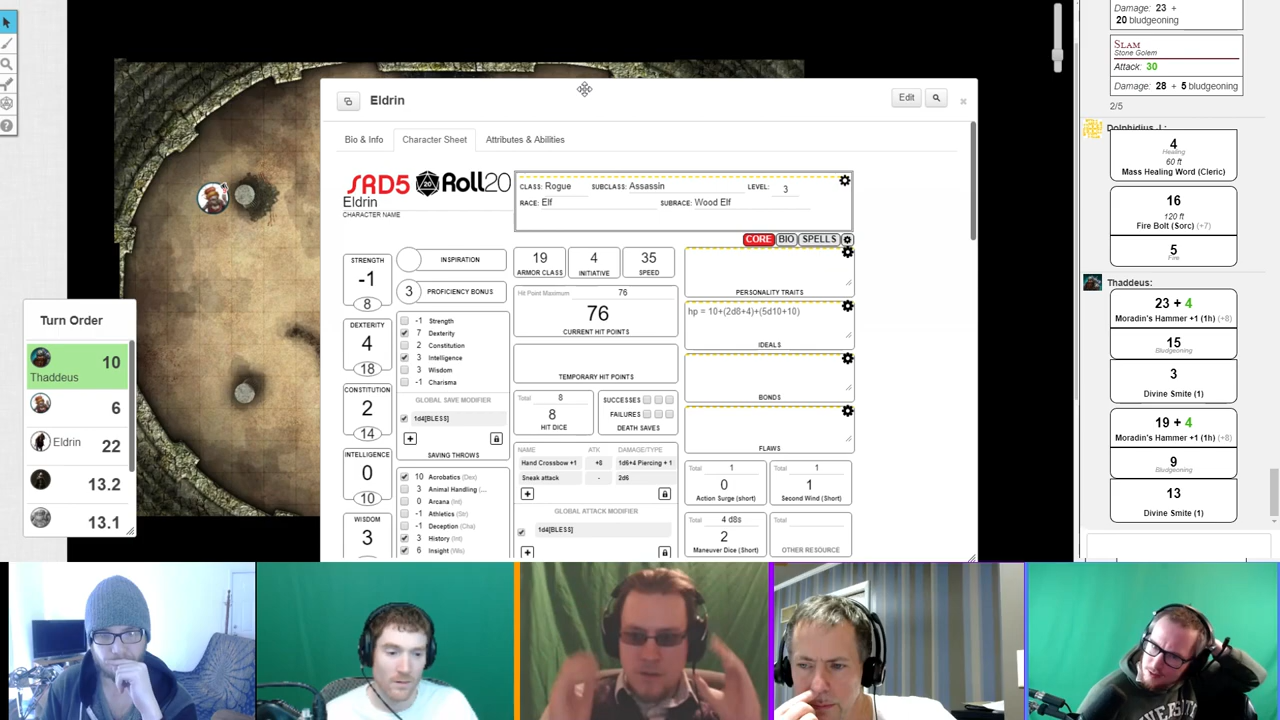 Eldrin
Edit
Bio & Info
Character Sheet
Attributes & Abilities
SRD5 20 Roll20
Eldrin
CHARACTER NAME
CLASS: Rogue SUBCLASS: Assassin LEVEL: 3
RACE: Elf SUBRACE: Wood Elf
CORE BIO SPELLS
STRENGTH
-1
8
DEXTERITY
4
18
CONSTITUTION
2
14
INTELLIGENCE
0
10
WISDOM
3
INSPIRATION
3 PROFICIENCY BONUS
-1 Strength
7 Dexterity
2 Constitution
3 Intelligence
3 Wisdom
-1 Charisma
GLOBAL SAVE MODIFIER
1d4[BLESS]
SAVING THROWS
10 Acrobatics (Dex)
3 Animal Handling (...
0 Arcana (Int)
-1 Athletics (Str)
-1 Deception (Cha)
3 History (Int)
6 Insight (Wis)
19 ARMOR CLASS
4 INITIATIVE
35 SPEED
Hit Point Maximum 76
76
CURRENT HIT POINTS
TEMPORARY HIT POINTS
Total 8
8
HIT DICE
SUCCESSES
FAILURES
DEATH SAVES
NAME ATK DAMAGE/TYPE
Hand Crossbow +1 +8 1d6+4 Piercing + 1
Sneak attack - 2d6
GLOBAL ATTACK MODIFIER
1d4[BLESS]
PERSONALITY TRAITS
hp = 10+(2d8+4)+(5d10+10)
IDEALS
BONDS
FLAWS
Total 1
0
Action Surge (short)
Total 1
1
Second Wind (short)
Total 4 d8s
2
Maneuver Dice (Short)
Total
OTHER RESOURCE
Turn Order
10
Thaddeus
6
Eldrin 22
13.2
13.1
Damage: 23 +
20 bludgeoning
SLAM
Stone Golem
Attack: 30
Damage: 28 + 5 bludgeoning
2/5
Dolphidius J.:
4
Healing
60 ft
Mass Healing Word (Cleric)
16
120 ft
Fire Bolt (Sorc) (+7)
5
Fire
Thaddeus:
23 + 4
Moradin's Hammer +1 (1h) (+8)
15
Bludgeoning
3
Divine Smite (1)
19 + 4
Moradin's Hammer +1 (1h) (+8)
9
Bludgeoning
13
Divine Smite (1)